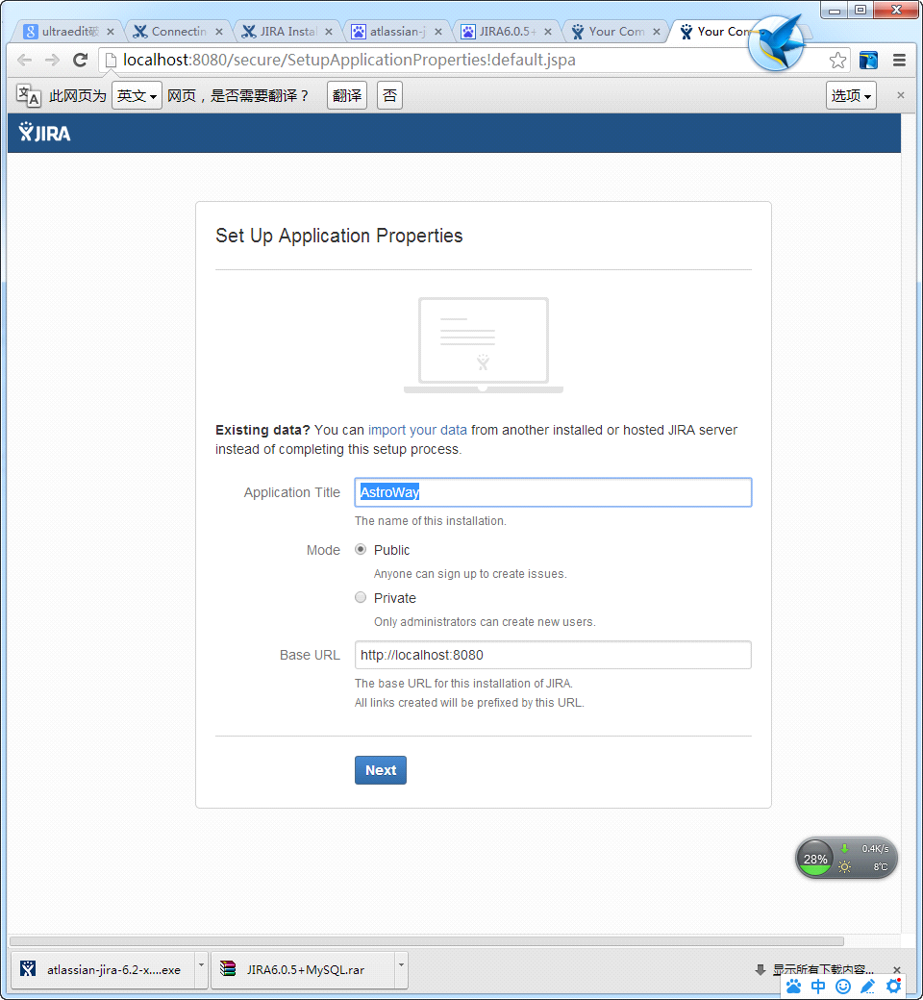 ultraedit破
Connectin
JIRA Instal
atlassian-j
JIRA6.0.5+
Your Com
Your Con
localhost:8080/secure/SetupApplicationProperties!default.jspa
此网页为 英文 网页，是否需要翻译？ 翻译 否 选项
JIRA
Set Up Application Properties
Existing data? You can import your data from another installed or hosted JIRA server
instead of completing this setup process.
Application Title AstroWay
The name of this installation.
Mode Public
Anyone can sign up to create issues.
Private
Only administrators can create new users.
Base URL http://localhost:8080
The base URL for this installation of JIRA.
All links created will be prefixed by this URL.
Next
28% 0.4K/s
8℃
atlassian-jira-6.2-x....exe JIRA6.0.5+MySQL.rar 显示所有下载内容...
中